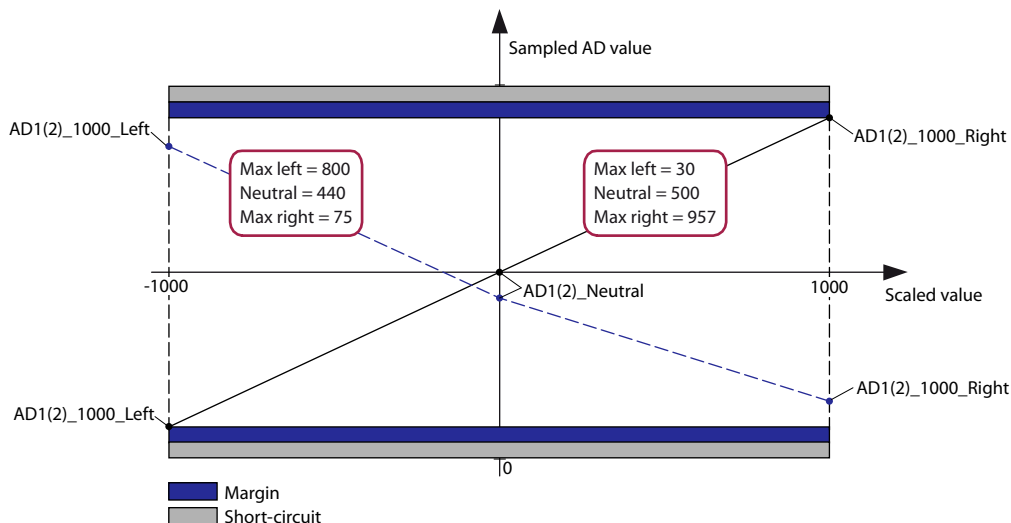 Sampled AD value
AD1(2)_1000_Left
AD1(2)_1000_Right
Max left = 800
Neutral = 440
Max right = 75
Max left = 30
Neutral = 500
Max right = 957
-1000
AD1(2)_Neutral
1000
Scaled value
AD1(2)_1000_Right
AD1(2)_1000_Left
0
Margin
Short-circuit